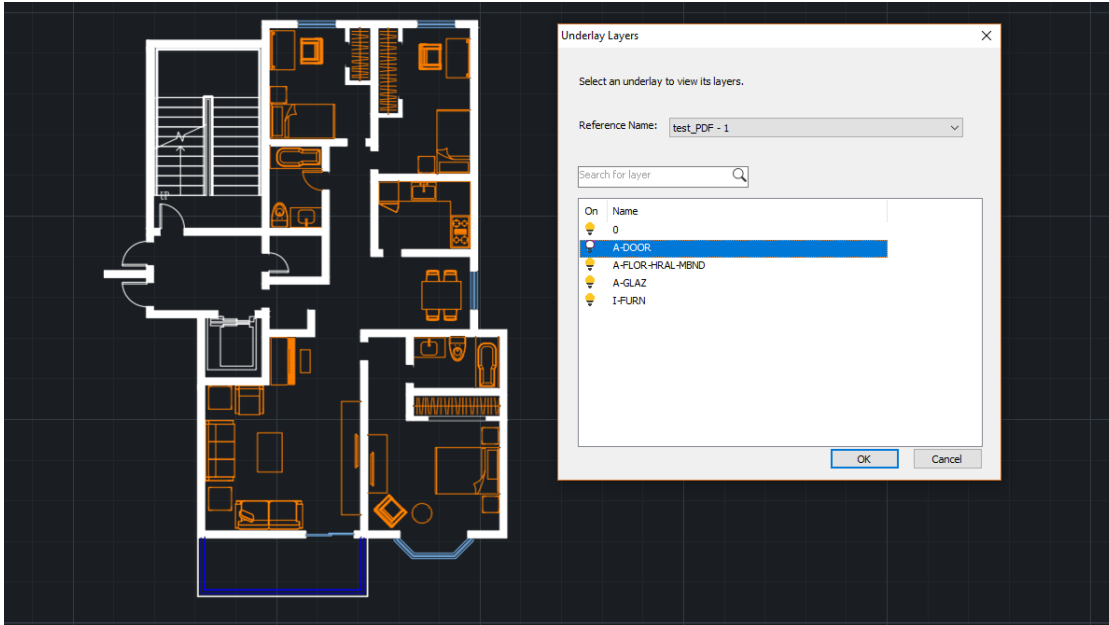 Underlay Layers
Select an underlay to view its layers.
Reference Name: test_PDF - 1
Search for layer
On Name
0
A-DOOR
A-FLOR-HRAL-MBND
A-GLAZ
I-FURN
OK Cancel